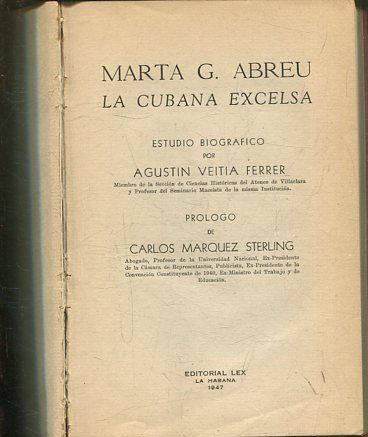 MARTA G. ABREU
LA CUBANA EXCELSA
ESTUDIO BIOGRAFICO
POR
AGUSTIN VEITIA FERRER
Miembro de la Sección de Ciencias Históricas del Ateneo de Villaclara
y Profesor del Seminario Maceista de la misma Institución.
PROLOGO
DE
CARLOS MARQUEZ STERLING
Abogado, Profesor de la Universidad Nacional, Ex-Presidente
de la Cámara de Representantes, Publicista, Ex-Presidente de la
Convención Constituyente de 1940, Ex-Ministro del Trabajo y de
Educación.
EDITORIAL LEX
LA HABANA
1947